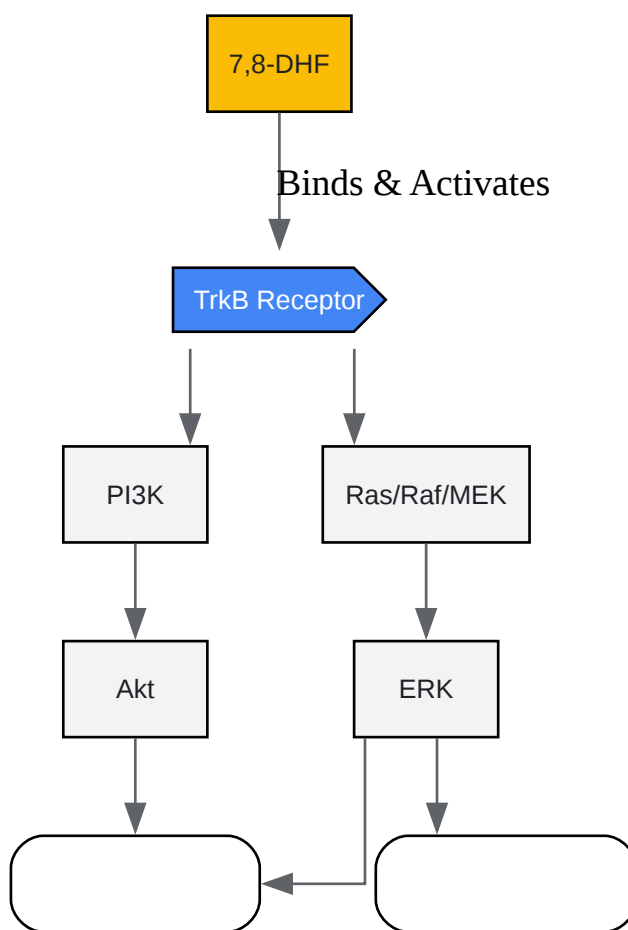 7,8-DHF
Binds & Activates
TrkB Receptor
PI3K
Ras/Raf/MEK
Akt
ERK